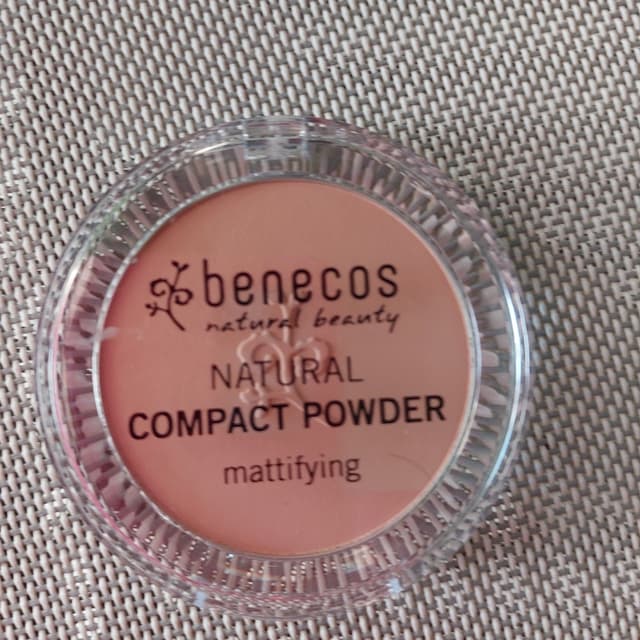 benecos
natural beauty
NATURAL
COMPACT POWDER
mattifying